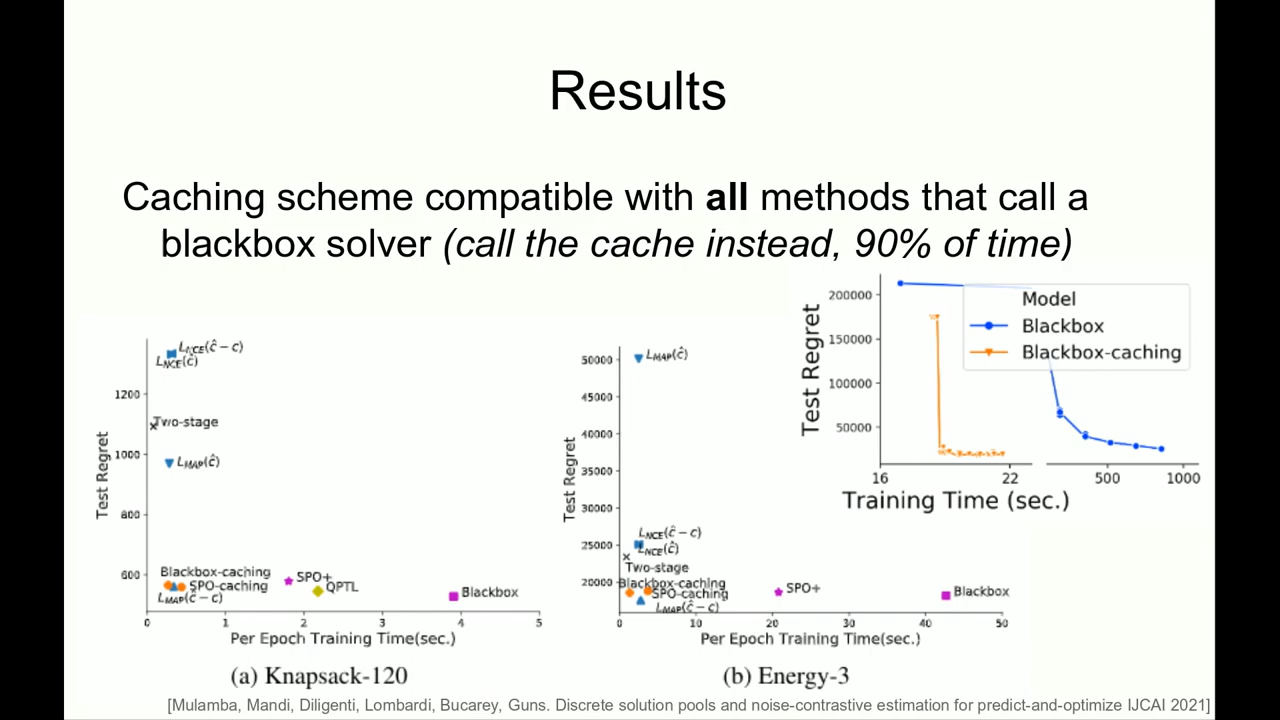 Results
Caching scheme compatible with all methods that call a
blackbox solver (call the cache instead, 90% of time)
Test Regret
200000
150000
100000
50000
Model
Blackbox
Blackbox-caching
16
22
500
1000
Training Time (sec.)
Test Regret
1200
1000
800
600
L_NCE(ĉ − c)
L_NCE(ĉ)
Two-stage
L_MAP(ĉ)
Blackbox-caching
SPO-caching
L_MAP(ĉ − c)
SPO+
QPTL
Blackbox
0 1 2 3 4 5
Per Epoch Training Time(sec.)
(a) Knapsack-120
Test Regret
50000
45000
40000
35000
30000
25000
20000
L_MAP(ĉ)
L_NCE(ĉ − c)
L_NCE(ĉ)
Two-stage
Blackbox-caching
SPO-caching
L_MAP(ĉ − c)
SPO+
Blackbox
0 10 20 30 40 50
Per Epoch Training Time(sec.)
(b) Energy-3
[Mulamba, Mandi, Diligenti, Lombardi, Bucarey, Guns. Discrete solution pools and noise-contrastive estimation for predict-and-optimize IJCAI 2021]